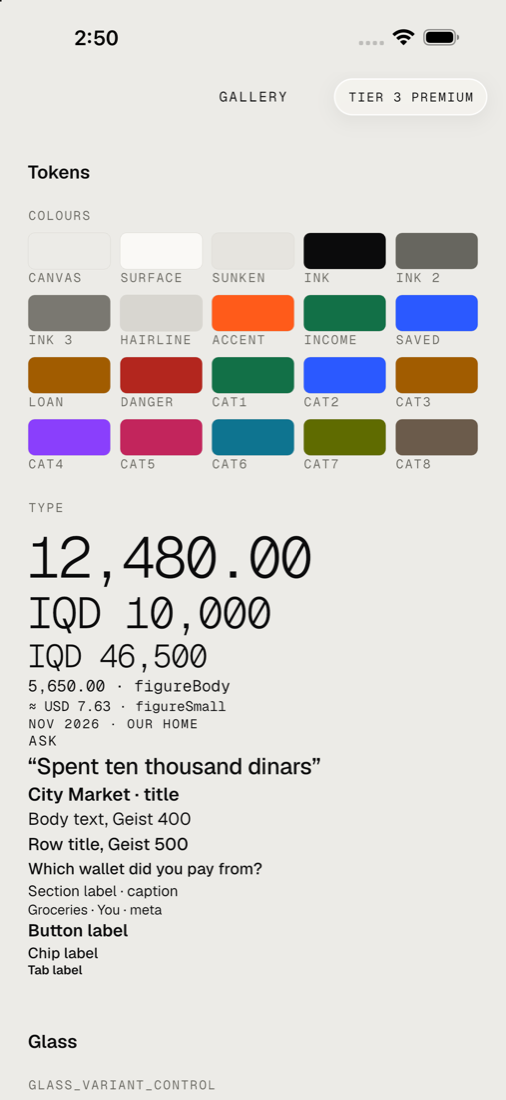 2:50
GALLERY
TIER 3 PREMIUM
Tokens
COLOURS
CANVAS SURFACE SUNKEN INK INK 2
INK 3 HAIRLINE ACCENT INCOME SAVED
LOAN DANGER CAT1 CAT2 CAT3
CAT4 CAT5 CAT6 CAT7 CAT8
TYPE
12,480.00
IQD 10,000
IQD 46,500
5,650.00 · figureBody
≈ USD 7.63 · figureSmall
NOV 2026 · OUR HOME
ASK
“Spent ten thousand dinars”
City Market · title
Body text, Geist 400
Row title, Geist 500
Which wallet did you pay from?
Section label · caption
Groceries · You · meta
Button label
Chip label
Tab label
Glass
GLASS_VARIANT_CONTROL